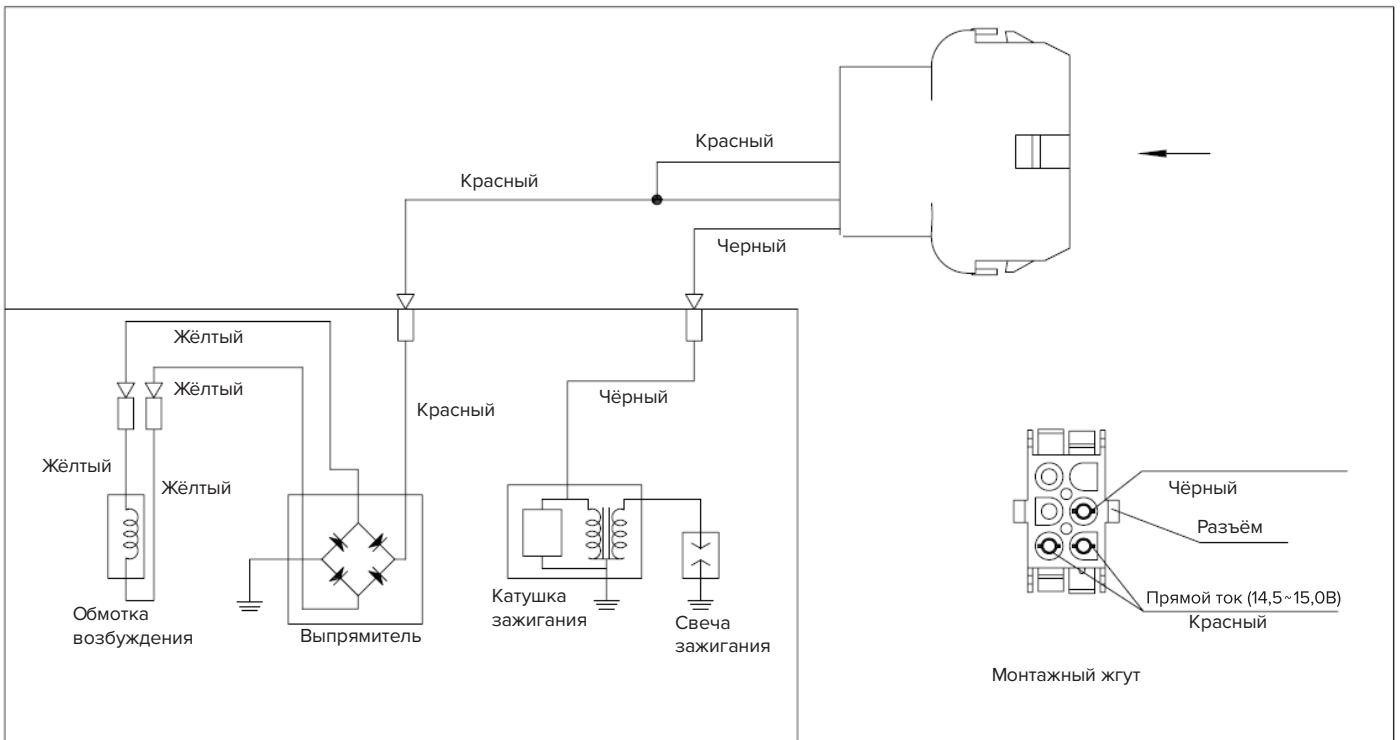 Красный
Красный
Черный
Жёлтый
Жёлтый
Чёрный
Красный
Жёлтый
Жёлтый
Чёрный
Разъём
Обмотка
возбуждения
Выпрямитель
Катушка
зажигания
Свеча
зажигания
Прямой ток (14,5~15,0В)
Красный
Монтажный жгут